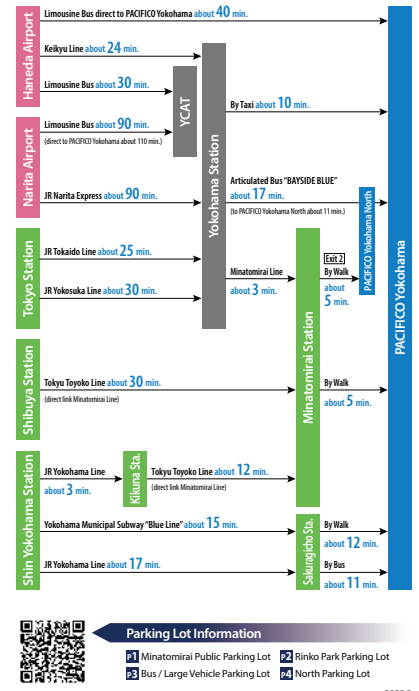 Haneda Airport
Limousine Bus direct to PACIFICO Yokohama about 40 min.
Keikyu Line about 24 min.
Limousine Bus about 30 min.
YCAT
Yokohama Station
By Taxi about 10 min.
Narita Airport
Limousine Bus about 90 min.
(direct to PACIFICO Yokohama about 110 min.)
JR Narita Express about 90 min.
Articulated Bus "BAYSIDE BLUE"
about 17 min.
(to PACIFICO Yokohama North about 11 min.)
PACIFICO Yokohama North
PACIFICO Yokohama
Tokyo Station
JR Tokaido Line about 25 min.
JR Yokosuka Line about 30 min.
Minatomirai Line
about 3 min.
Minatomirai Station
Exit 2
By Walk
about
5 min.
Shibuya Station
Tokyu Toyoko Line about 30 min.
(direct link Minatomirai Line)
By Walk
about 5 min.
Shin Yokohama Station
JR Yokohama Line
about 3 min.
Kikuna Sta.
Tokyu Toyoko Line about 12 min.
(direct link Minatomirai Line)
Yokohama Municipal Subway "Blue Line" about 15 min.
JR Yokohama Line about 17 min.
Sakuragicho Sta.
By Walk
about 12 min.
By Bus
about 11 min.
Parking Lot Information
P1 Minatomirai Public Parking Lot P2 Rinko Park Parking Lot
P3 Bus / Large Vehicle Parking Lot P4 North Parking Lot